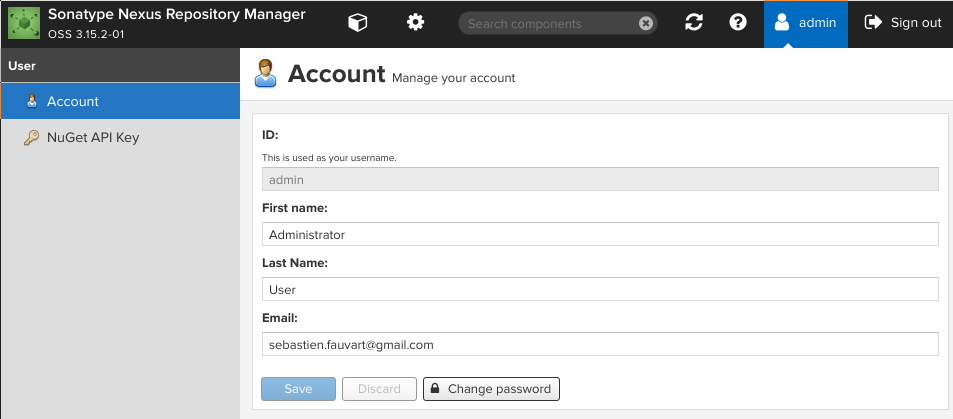 Sonatype Nexus Repository Manager
OSS 3.15.2-01
Search components
admin
Sign out
User
Account
NuGet API Key
Account Manage your account
ID:
This is used as your username.
admin
First name:
Administrator
Last Name:
User
Email:
sebastien.fauvart@gmail.com
Save
Discard
Change password